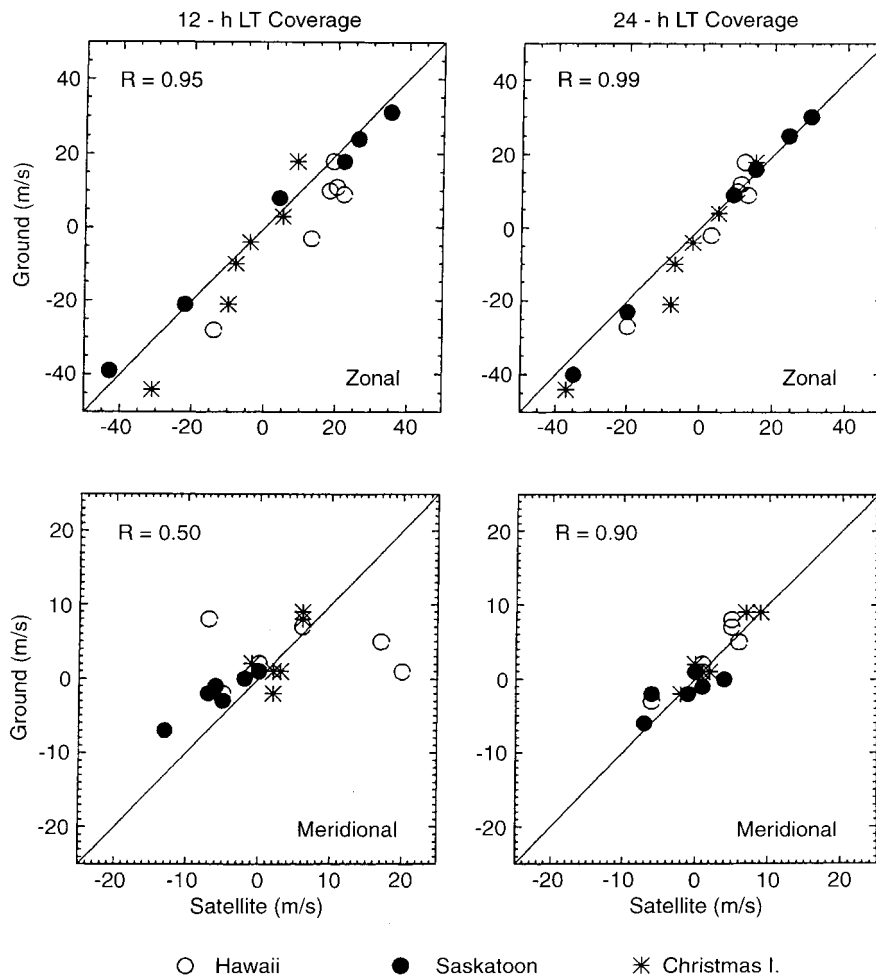 12 - h LT Coverage
24 - h LT Coverage
R = 0.95
R = 0.99
40
20
0
-20
-40
Ground (m/s)
Zonal
40
20
0
-20
-40
Zonal
-40
-20
0
20
40
-40
-20
0
20
40
R = 0.50
R = 0.90
20
10
0
-10
-20
Ground (m/s)
Meridional
20
10
0
-10
-20
Meridional
-20
-10
0
10
20
-20
-10
0
10
20
Satellite (m/s)
Satellite (m/s)
Hawaii
Saskatoon
Christmas I.